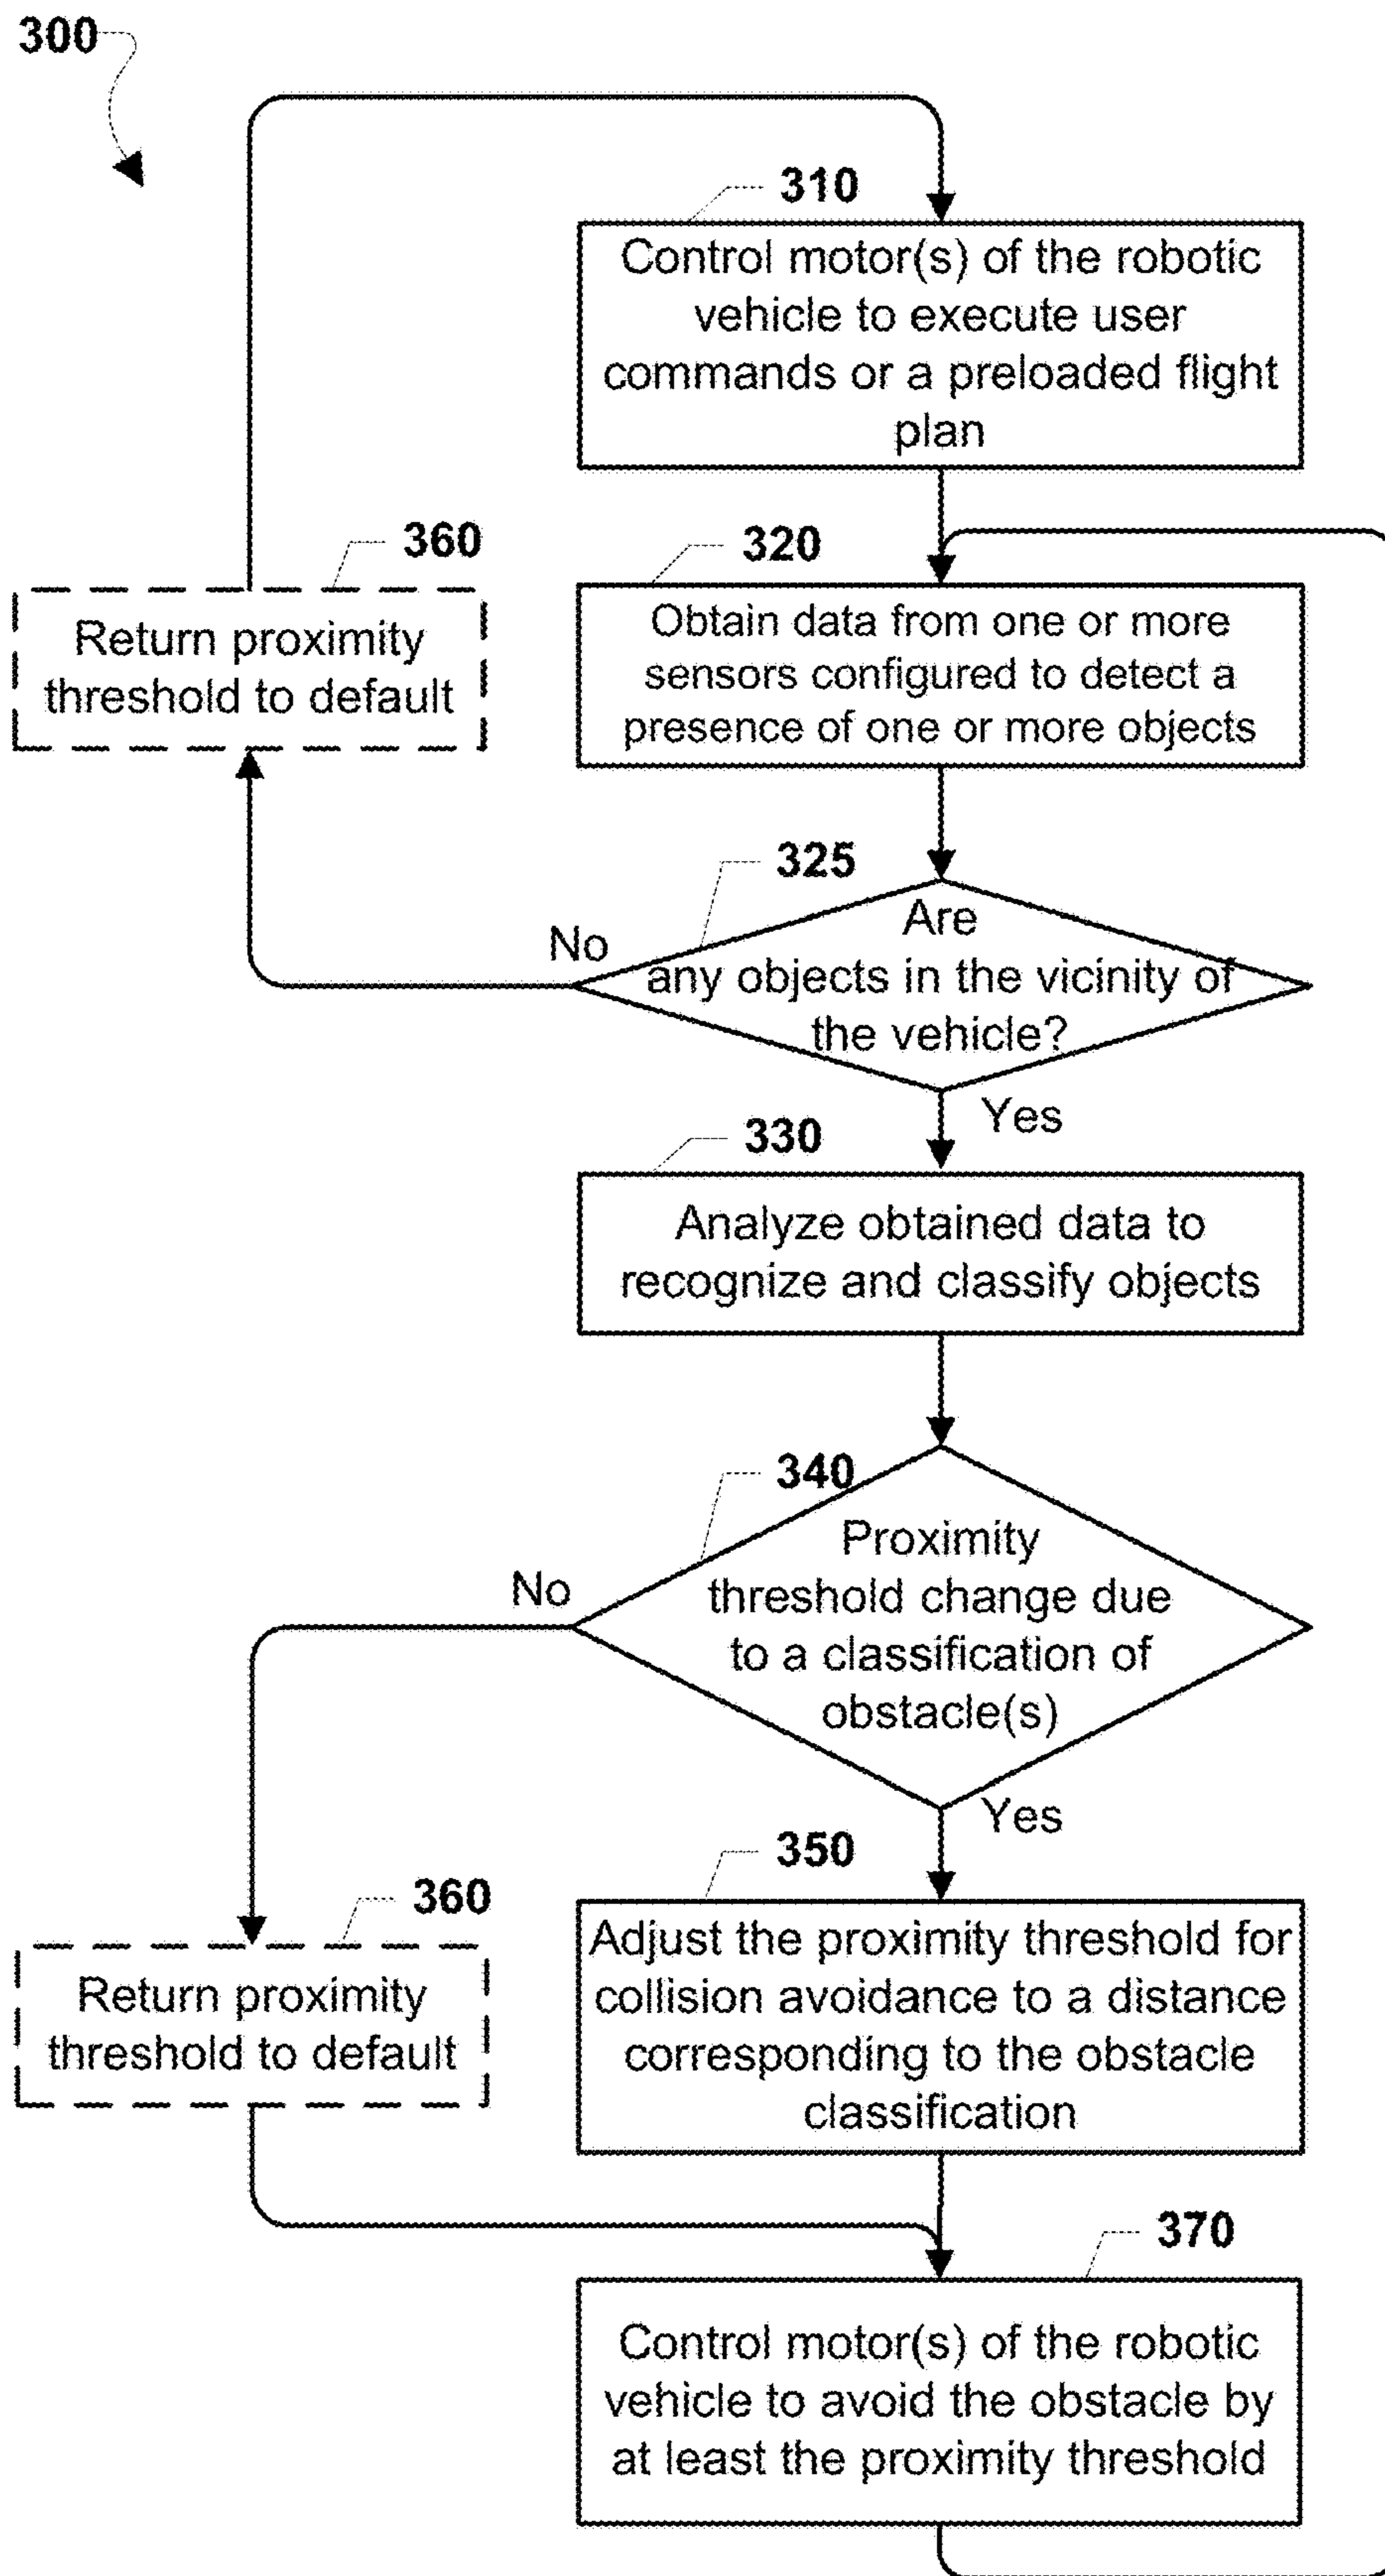 300
310
Control motor(s) of the robotic
vehicle to execute user
commands or a preloaded flight
plan
360
Return proximity
threshold to default
320
Obtain data from one or more
sensors configured to detect a
presence of one or more objects
325
No
Are
any objects in the vicinity of
the vehicle?
Yes
330
Analyze obtained data to
recognize and classify objects
340
No
Proximity
threshold change due
to a classification of
obstacle(s)
Yes
360
Return proximity
threshold to default
350
Adjust the proximity threshold for
collision avoidance to a distance
corresponding to the obstacle
classification
370
Control motor(s) of the robotic
vehicle to avoid the obstacle by
at least the proximity threshold